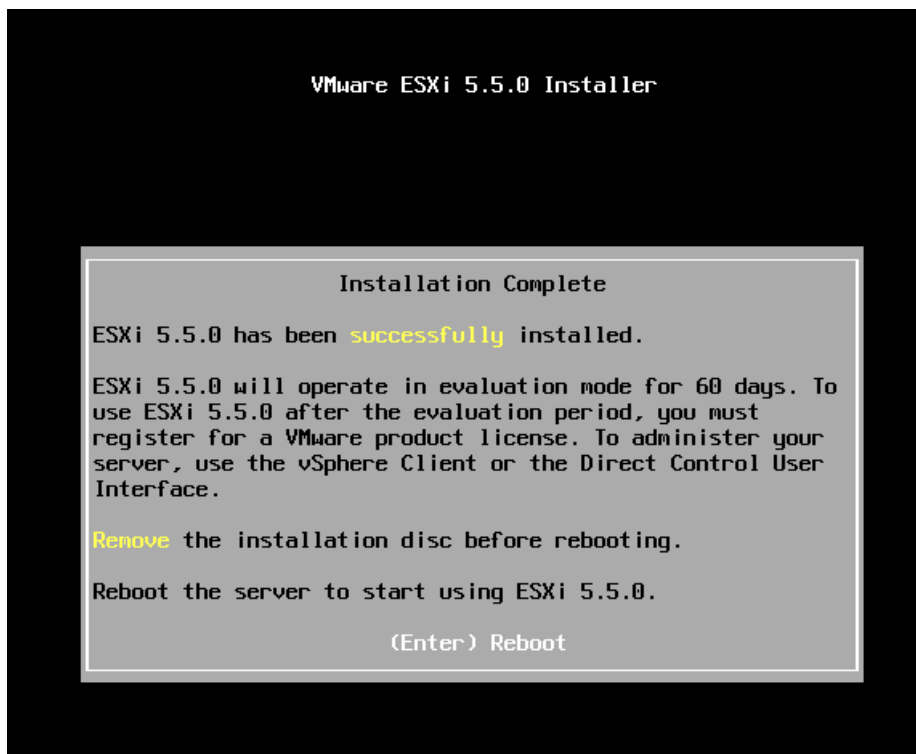 VMware ESXi 5.5.0 Installer
Installation Complete
ESXi 5.5.0 has been successfully installed.
ESXi 5.5.0 will operate in evaluation mode for 60 days. To
use ESXi 5.5.0 after the evaluation period, you must
register for a VMware product license. To administer your
server, use the vSphere Client or the Direct Control User
Interface.
Remove the installation disc before rebooting.
Reboot the server to start using ESXi 5.5.0.
(Enter) Reboot